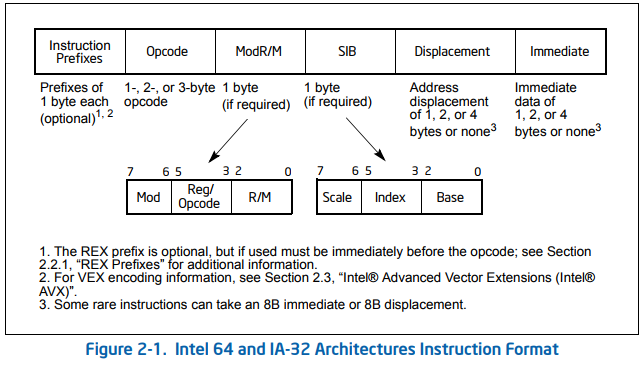 Instruction Prefixes
Opcode
ModR/M
SIB
Displacement
Immediate
Prefixes of
1 byte each
(optional)1, 2
1-, 2-, or 3-byte
opcode
1 byte
(if required)
1 byte
(if required)
Address
displacement
of 1, 2, or 4
bytes or none3
Immediate
data of
1, 2, or 4
bytes or none3
7 6 5 3 2 0
Mod
Reg/
Opcode
R/M
7 6 5 3 2 0
Scale
Index
Base
1. The REX prefix is optional, but if used must be immediately before the opcode; see Section
2.2.1, “REX Prefixes” for additional information.
2. For VEX encoding information, see Section 2.3, “Intel® Advanced Vector Extensions (Intel®
AVX)”.
3. Some rare instructions can take an 8B immediate or 8B displacement.
Figure 2-1. Intel 64 and IA-32 Architectures Instruction Format